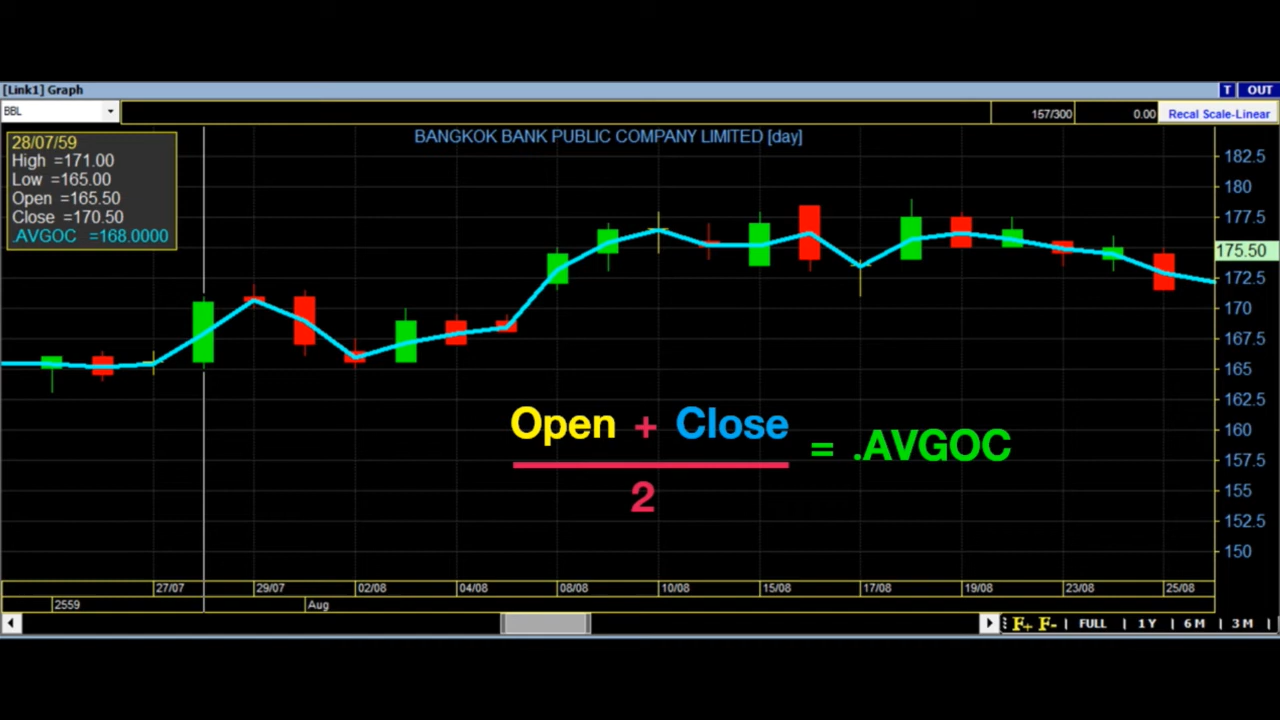 [Link1] Graph
T OUT
BBL
157/300 0.00 Recal Scale-Linear
BANGKOK BANK PUBLIC COMPANY LIMITED [day]
28/07/59
High =171.00
Low =165.00
Open =165.50
Close =170.50
.AVGOC =168.0000
182.5
180
177.5
175.50
172.5
170
167.5
165
162.5
160
157.5
155
152.5
150
Open + Close
= .AVGOC
2
27/07 29/07 02/08 04/08 08/08 10/08 15/08 17/08 19/08 23/08 25/08
2559 Aug
F+ F- | FULL | 1Y | 6M | 3M |